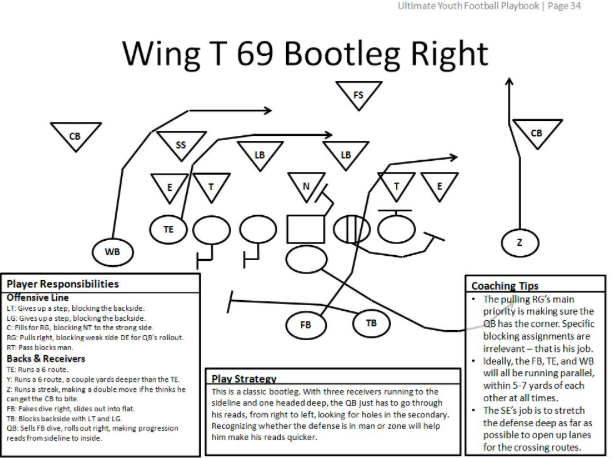 Ultimate Youth Football Playbook | Page 34
Wing T 69 Bootleg Right
FS
CB
CB
SS
LB
LB
E
T
N
T
E
TE
WB
Z
FB
TB
Player Responsibilities
Offensive Line
LT: Gives up a step, blocking the backside.
LG: Gives up a step, blocking the backside.
C: Fills for RG, blocking NT to the strong side.
RG: Pulls right, blocking weak side DE for QB's rollout.
RT: Pass blocks man.
Backs & Receivers
TE: Runs a 6 route.
Y: Runs a 6 route, a couple yards deeper than the TE.
Z: Runs a streak, making a double move if he thinks he
can get the CB to bite.
FB: Fakes dive right, slides out into flat.
TB: Blocks backside with LT and LG.
QB: Sells FB dive, rolls out right, making progression
reads from sideline to inside.
Play Strategy
This is a classic bootleg. With three receivers running to the
sideline and one headed deep, the QB just has to go through
his reads, from right to left, looking for holes in the secondary.
Recognizing whether the defense is in man or zone will help
him make his reads quicker.
Coaching Tips
• The pulling RG's main
priority is making sure the
QB has the corner. Specific
blocking assignments are
irrelevant – that is his job.
• Ideally, the FB, TE, and WB
will all be running parallel,
within 5-7 yards of each
other at all times.
• The SE's job is to stretch
the defense deep as far as
possible to open up lanes
for the crossing routes.